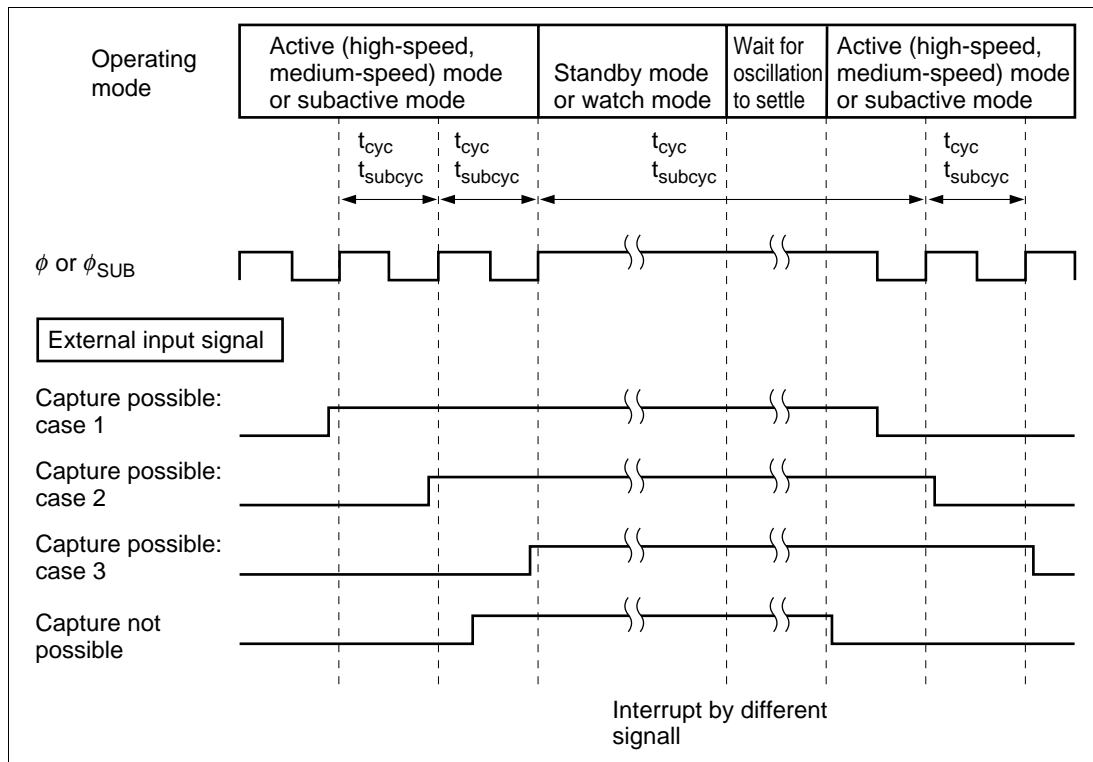 Operating
mode
Active (high-speed,
medium-speed) mode
or subactive mode
Standby mode
or watch mode
Wait for
oscillation
to settle
Active (high-speed,
medium-speed) mode
or subactive mode
tcyc
tsubcyc
tcyc
tsubcyc
tcyc
tsubcyc
tcyc
tsubcyc
ϕ or ϕSUB
External input signal
Capture possible:
case 1
Capture possible:
case 2
Capture possible:
case 3
Capture not
possible
Interrupt by different
signall